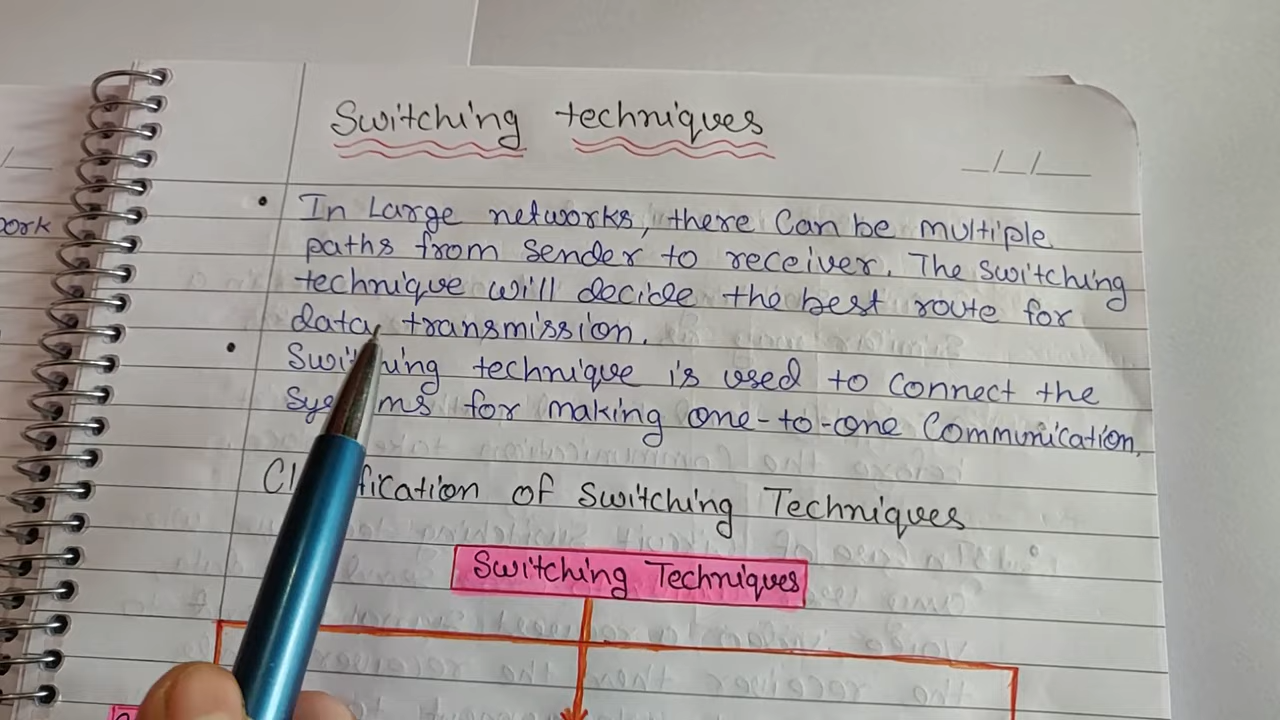 Switching techniques
_/_/_
• In Large networks, there Can be multiple
paths from sender to receiver. The switching
technique will decide the best route for
data transmission.
• technique is used to Connect the
for making one-to-one Communication.
of Switching Techniques
Switching Techniques